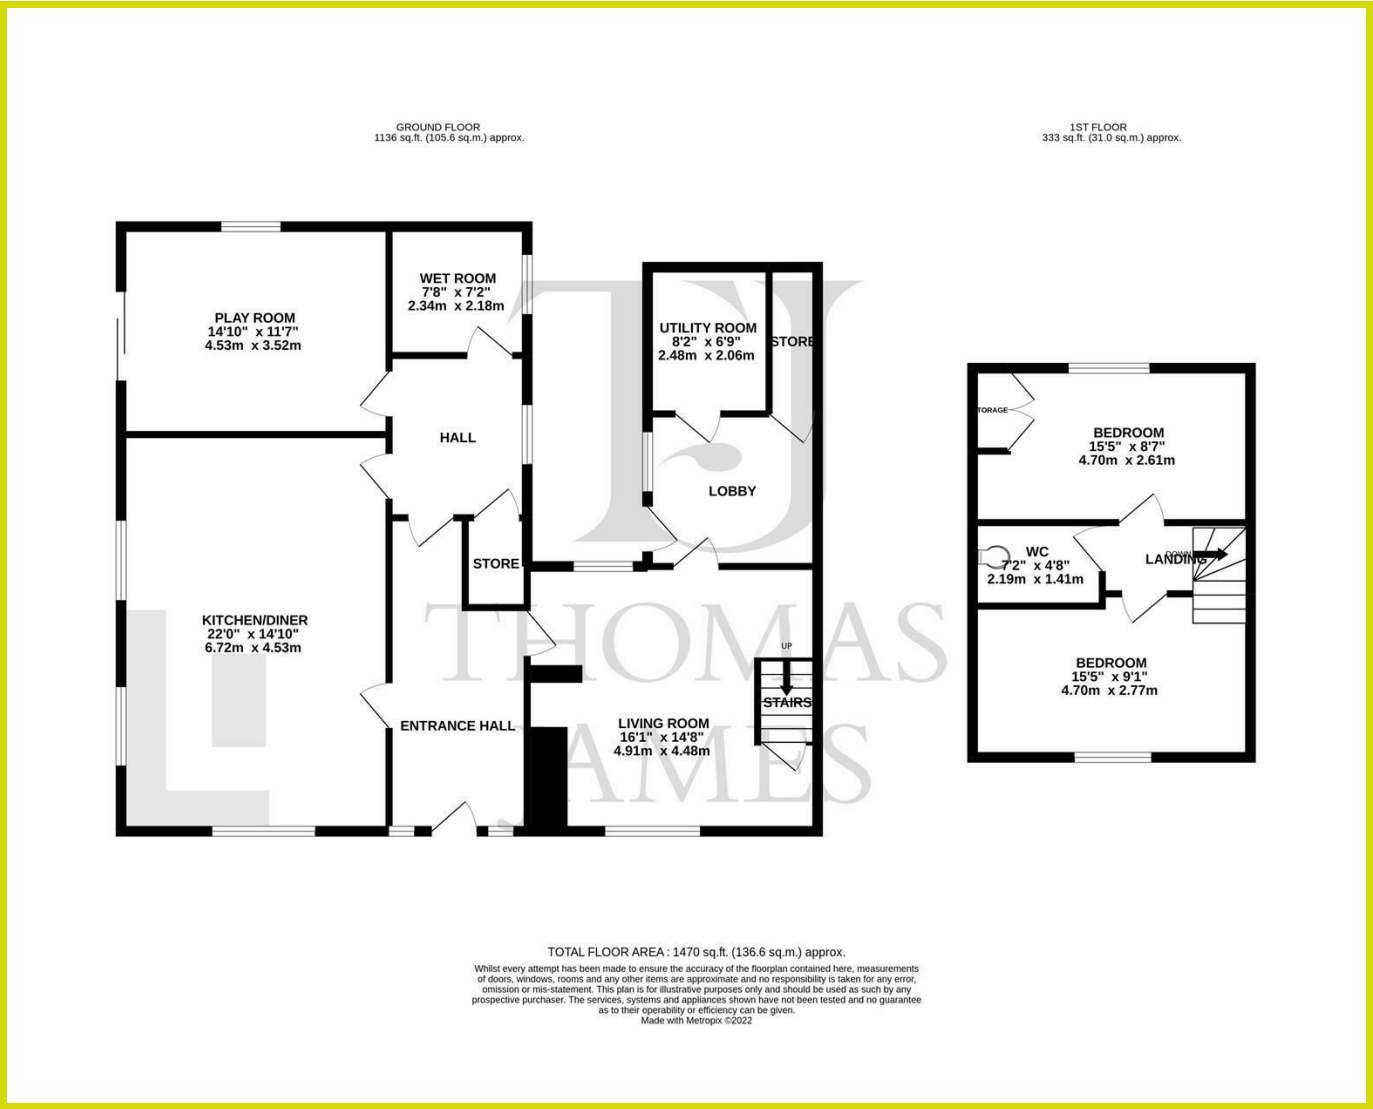 GROUND FLOOR
1136 sq.ft. (105.6 sq.m.) approx.
1ST FLOOR
333 sq.ft. (31.0 sq.m.) approx.
PLAY ROOM
14'10" x 11'7"
4.53m x 3.52m
WET ROOM
7'8" x 7'2"
2.34m x 2.18m
UTILITY ROOM
8'2" x 6'9"
2.48m x 2.06m
STORE
HALL
LOBBY
STORE
KITCHEN/DINER
22'0" x 14'10"
6.72m x 4.53m
ENTRANCE HALL
LIVING ROOM
16'1" x 14'8"
4.91m x 4.48m
UP
STAIRS
TORAGE
BEDROOM
15'5" x 8'7"
4.70m x 2.61m
WC
7'2" x 4'8"
2.19m x 1.41m
DOWN
LANDING
BEDROOM
15'5" x 9'1"
4.70m x 2.77m
TJ
THOMAS
JAMES
TOTAL FLOOR AREA : 1470 sq.ft. (136.6 sq.m.) approx.
Whilst every attempt has been made to ensure the accuracy of the floorplan contained here, measurements
of doors, windows, rooms and any other items are approximate and no responsibility is taken for any error,
omission or mis-statement. This plan is for illustrative purposes only and should be used as such by any
prospective purchaser. The services, systems and appliances shown have not been tested and no guarantee
as to their operability or efficiency can be given.
Made with Metropix ©2022